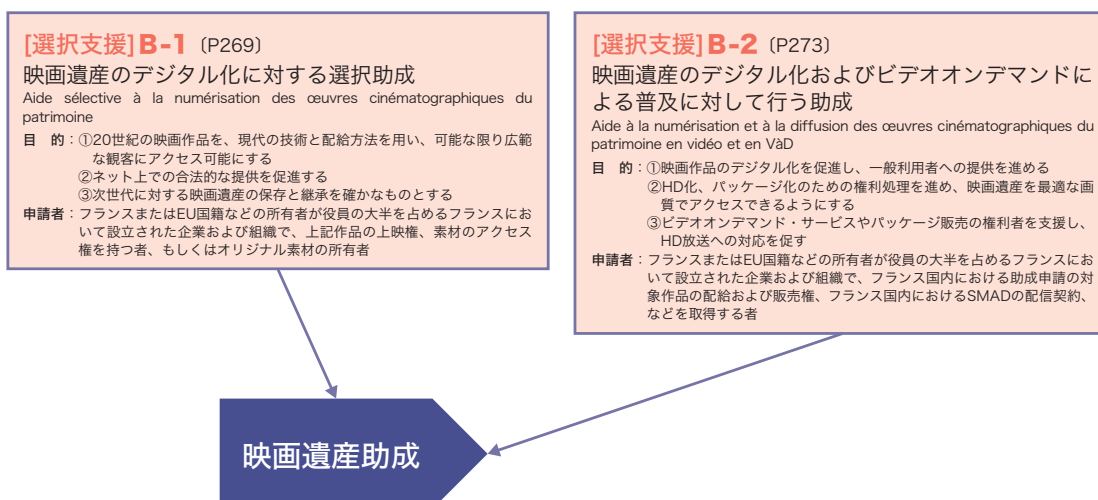 [選択支援] B-1〔P269〕
映画遺産のデジタル化に対する選択助成
Aide sélective à la numérisation des œuvres cinématographiques du
patrimoine
目　的：①20世紀の映画作品を、現代の技術と配給方法を用い、可能な限り広範
な観客にアクセス可能にする
②ネット上での合法的な提供を促進する
③次世代に対する映画遺産の保存と継承を確かなものとする
申請者：フランスまたはEU国籍などの所有者が役員の大半を占めるフランスにお
いて設立された企業および組織で、上記作品の上映権、素材のアクセス
権を持つ者、もしくはオリジナル素材の所有者
[選択支援] B-2〔P273〕
映画遺産のデジタル化およびビデオオンデマンドに
よる普及に対して行う助成
Aide à la numérisation et à la diffusion des œuvres cinématographiques du
patrimoine en vidéo et en VàD
目　的：①映画作品のデジタル化を促進し、一般利用者への提供を進める
②HD化、パッケージ化のための権利処理を進め、映画遺産を最適な画
質でアクセスできるようにする
③ビデオオンデマンド・サービスやパッケージ販売の権利者を支援し、
HD放送への対応を促す
申請者：フランスまたはEU国籍などの所有者が役員の大半を占めるフランスにお
いて設立された企業および組織で、フランス国内における助成申請の対
象作品の配給および販売権、フランス国内におけるSMADの配信契約、
などを取得する者
映画遺産助成